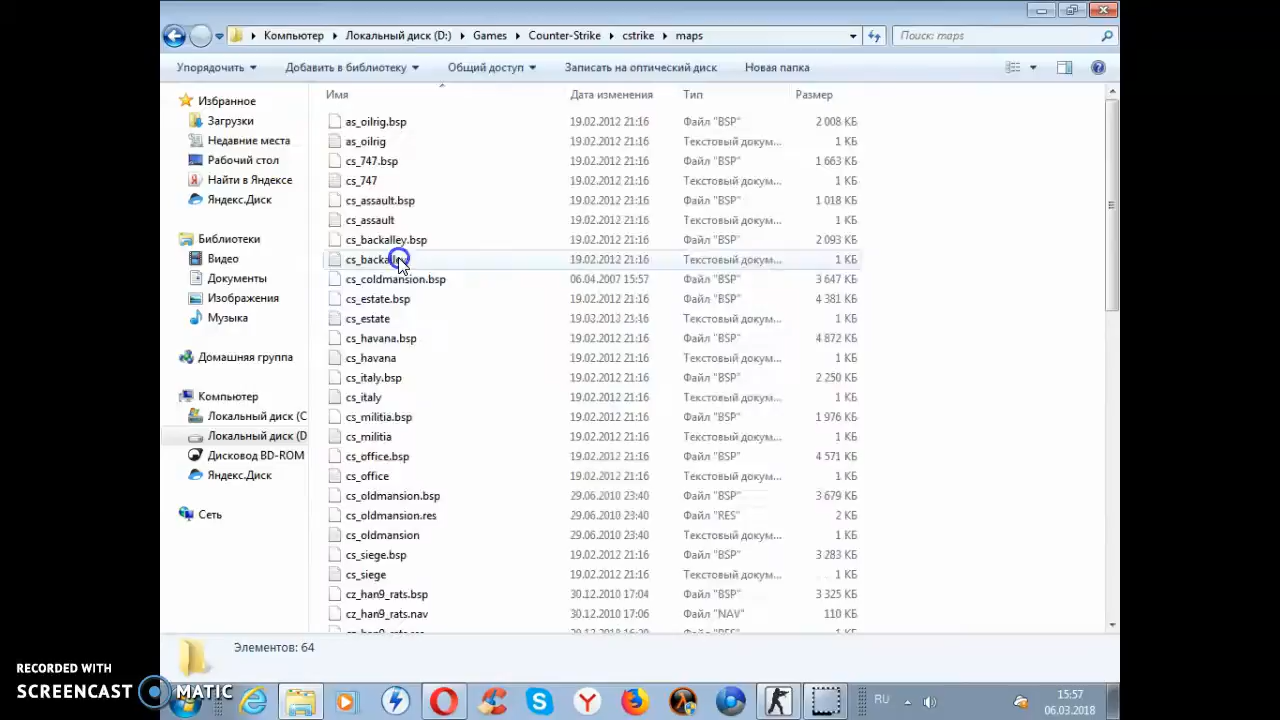 Компьютер Локальный диск (D:) Games Counter-Strike cstrike maps
Поиск: maps
Упорядочить Добавить в библиотеку Общий доступ Записать на оптический диск Новая папка
Избранное
Загрузки
Недавние места
Рабочий стол
Найти в Яндексе
Яндекс.Диск
Библиотеки
Видео
Документы
Изображения
Музыка
Домашняя группа
Компьютер
Локальный диск (C
Локальный диск (D
Дисковод BD-ROM
Яндекс.Диск
Сеть
Имя Дата изменения Тип Размер
as_oilrig.bsp 19.02.2012 21:16 Файл "BSP" 2 008 КБ
as_oilrig 19.02.2012 21:16 Текстовый докум... 1 КБ
cs_747.bsp 19.02.2012 21:16 Файл "BSP" 1 663 КБ
cs_747 19.02.2012 21:16 Текстовый докум... 1 КБ
cs_assault.bsp 19.02.2012 21:16 Файл "BSP" 1 018 КБ
cs_assault 19.02.2012 21:16 Текстовый докум... 1 КБ
cs_backalley.bsp 19.02.2012 21:16 Файл "BSP" 2 093 КБ
19.02.2012 21:16 Текстовый докум... 1 КБ
cs_coldmansion.bsp 06.04.2007 15:57 Файл "BSP" 3 647 КБ
cs_estate.bsp 19.02.2012 21:16 Файл "BSP" 4 381 КБ
cs_estate Текстовый докум... 1 КБ
cs_havana.bsp 19.02.2012 21:16 Файл "BSP" 4 872 КБ
cs_havana 19.02.2012 21:16 Текстовый докум... 1 КБ
cs_italy.bsp 19.02.2012 21:16 Файл "BSP" 2 250 КБ
cs_italy 19.02.2012 21:16 Текстовый докум... 1 КБ
cs_militia.bsp 19.02.2012 21:16 Файл "BSP" 1 976 КБ
cs_militia 19.02.2012 21:16 Текстовый докум... 1 КБ
cs_office.bsp 19.02.2012 21:16 Файл "BSP" 4 571 КБ
cs_office 19.02.2012 21:16 Текстовый докум... 1 КБ
cs_oldmansion.bsp 29.06.2010 23:40 Файл "BSP" 3 679 КБ
cs_oldmansion.res 29.06.2010 23:40 Файл "RES" 2 КБ
cs_oldmansion 29.06.2010 23:40 Текстовый докум... 1 КБ
cs_siege.bsp 19.02.2012 21:16 Файл "BSP" 3 283 КБ
cs_siege 19.02.2012 21:16 Текстовый докум... 1 КБ
cz_han9_rats.bsp 30.12.2010 17:04 Файл "BSP" 3 325 КБ
cz_han9_rats.nav 30.12.2010 17:06 Файл "NAV" 110 КБ
Элементов: 64
RECORDED WITH
SCREENCAST MATIC
RU
15:57
06.03.2018